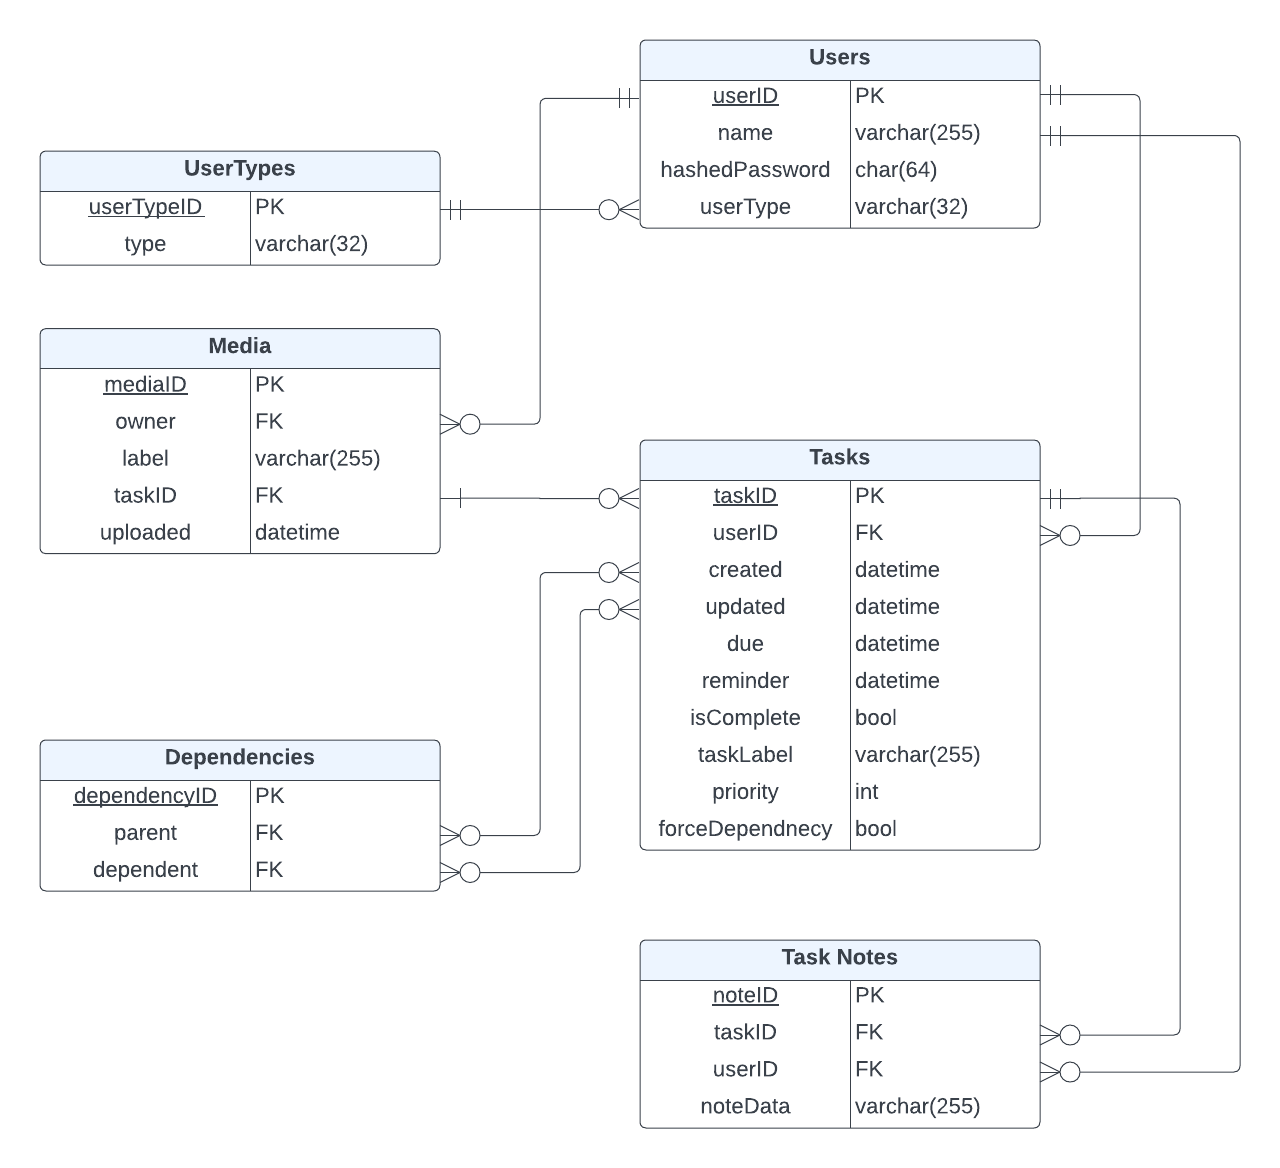 Users
userID PK
name varchar(255)
hashedPassword char(64)
userType varchar(32)
UserTypes
userTypeID PK
type varchar(32)
Media
mediaID PK
owner FK
label varchar(255)
taskID FK
uploaded datetime
Tasks
taskID PK
userID FK
created datetime
updated datetime
due datetime
reminder datetime
isComplete bool
taskLabel varchar(255)
priority int
forceDependnecy bool
Dependencies
dependencyID PK
parent FK
dependent FK
Task Notes
noteID PK
taskID FK
userID FK
noteData varchar(255)